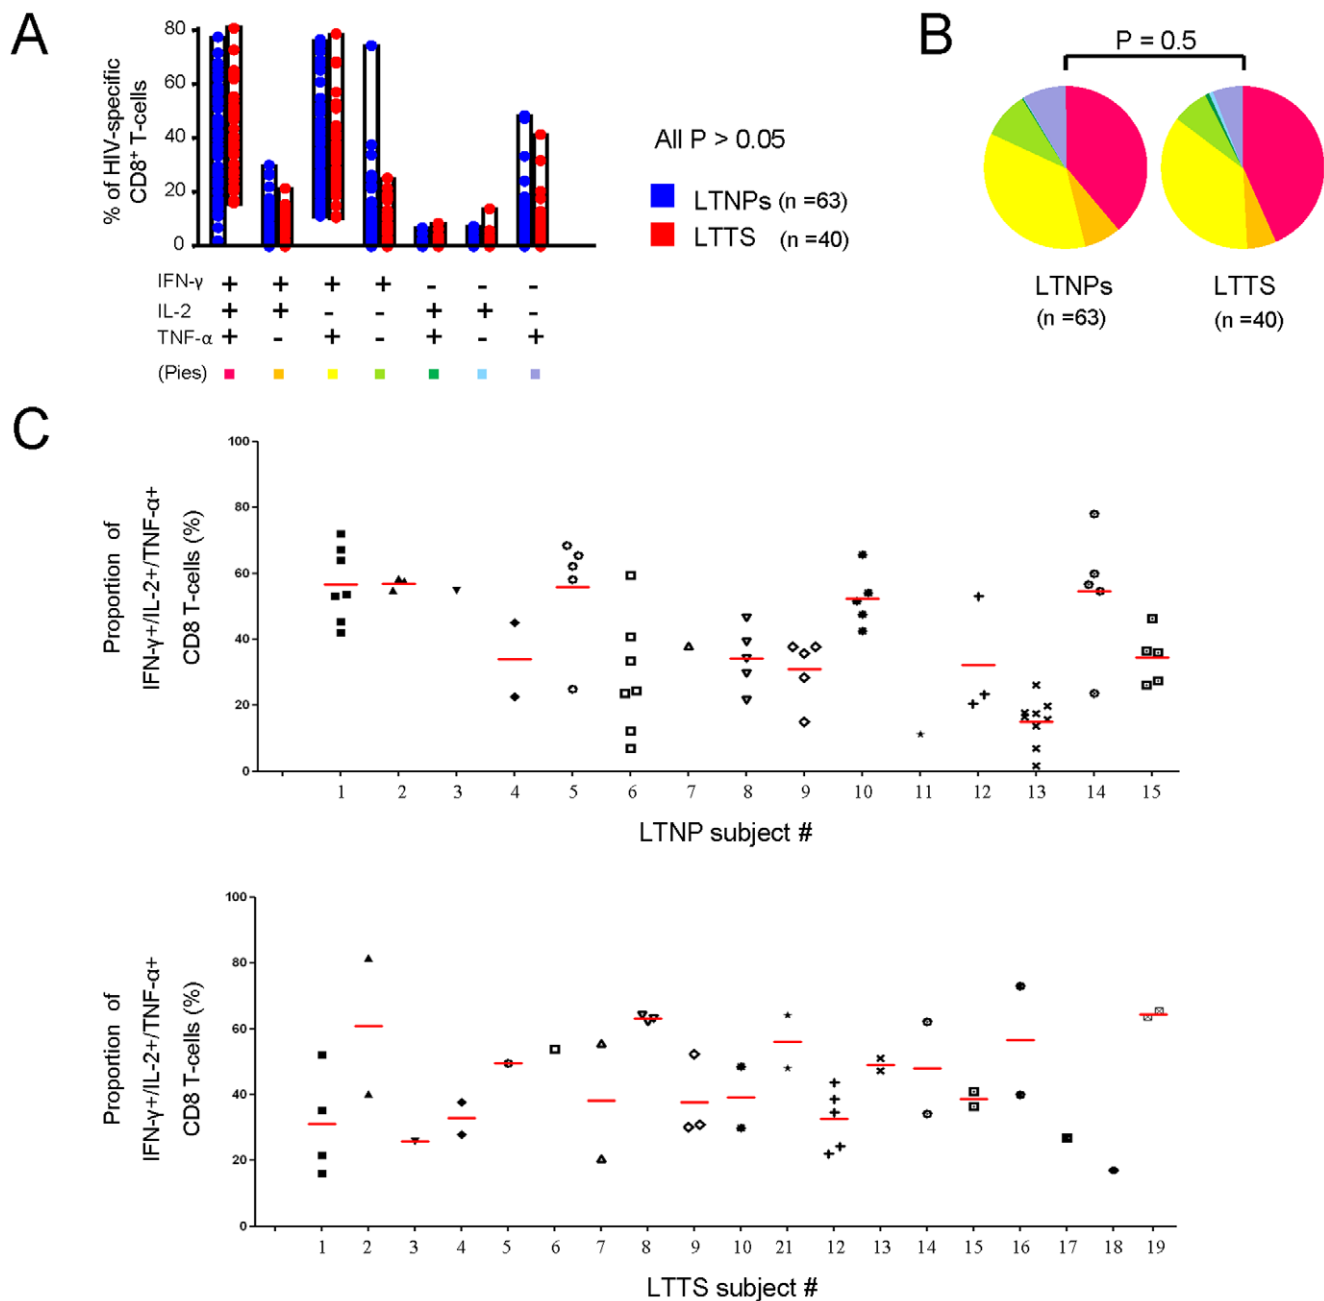 A
B
P = 0.5
80
60
40
20
0
% of HIV-specific
CD8+ T-cells
All P > 0.05
LTNPs (n =63)
LTTS (n =40)
LTNPs
(n =63)
LTTS
(n =40)
IFN-γ + + + + - - -
IL-2 + + - - + + -
TNF-α + - + - + - +
(Pies)
C
100
80
60
40
20
0
Proportion of
IFN-γ+/IL-2+/TNF-α+
CD8 T-cells (%)
1 2 3 4 5 6 7 8 9 10 11 12 13 14 15
LTNP subject #
100
80
60
40
20
0
Proportion of
IFN-γ+/IL-2+/TNF-α+
CD8 T-cells (%)
1 2 3 4 5 6 7 8 9 10 21 12 13 14 15 16 17 18 19
LTTS subject #